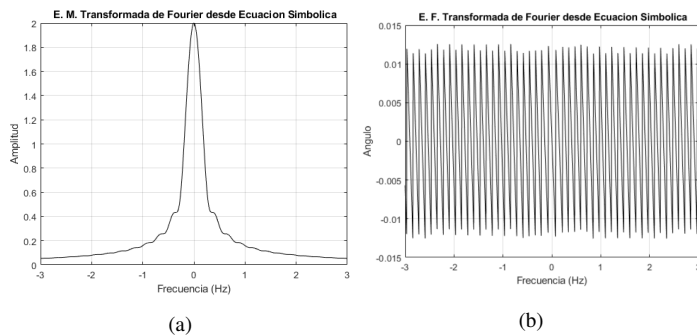 E. M. Transformada de Fourier desde Ecuacion Simbolica
2
1.8
1.6
1.4
1.2
1
0.8
0.6
0.4
0.2
0
Amplitud
-3 -2 -1 0 1 2 3
Frecuencia (Hz)
(a)
E. F. Transformada de Fourier desde Ecuacion Simbolica
0.015
0.01
0.005
0
-0.005
-0.01
-0.015
Angulo
-3 -2 -1 0 1 2 3
Frecuencia (Hz)
(b)